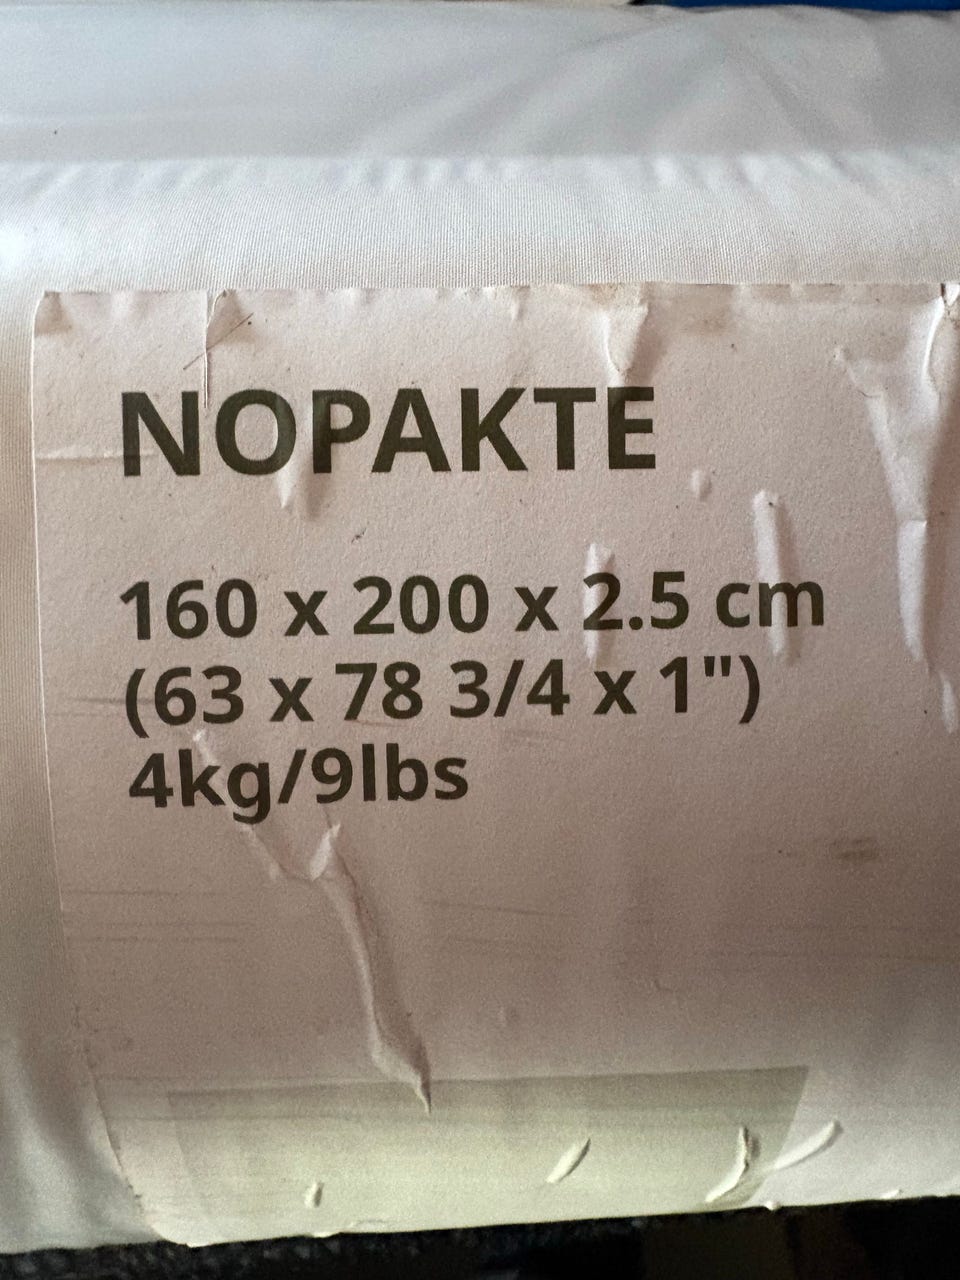 NOPAKTE
160 x 200 x 2.5 cm
(63 x 78 3/4 x 1")
4kg/9lbs